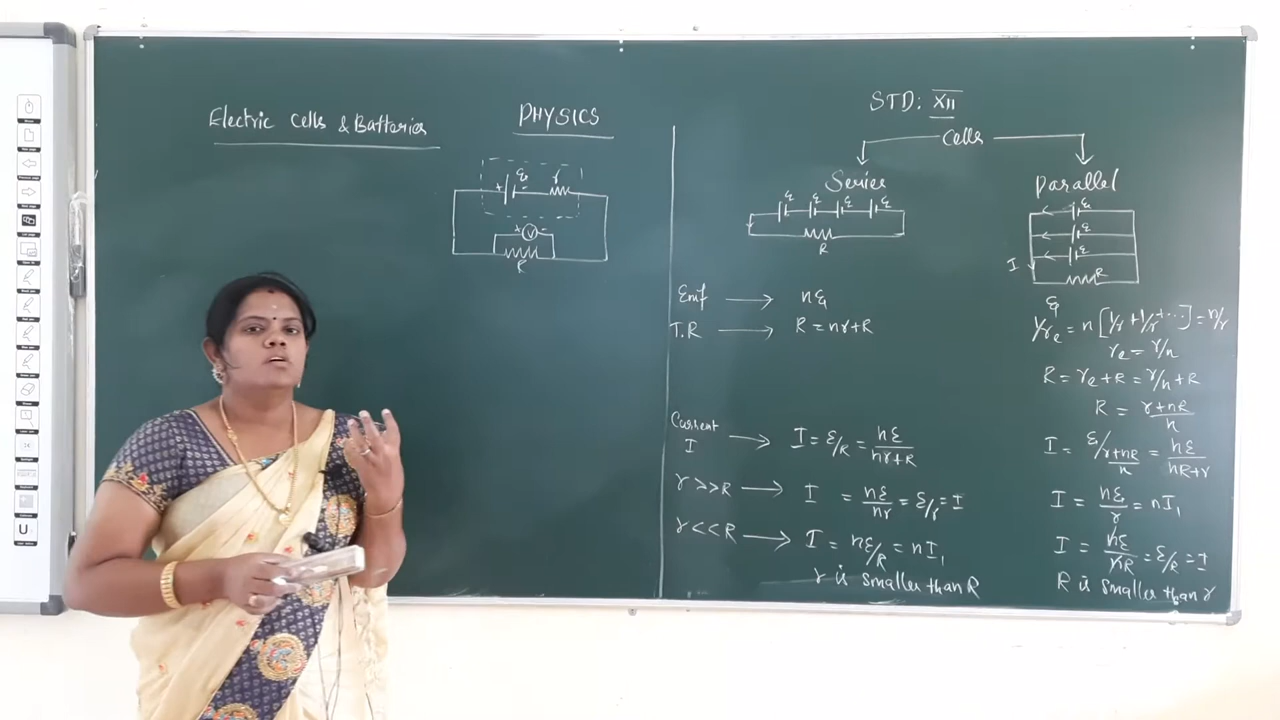 Electric Cells & Batteries
PHYSICS
ε r
+ -
+ V -
R
STD: XII
Cells
Series
ε ε ε ε
R
Parallel
ε
ε
ε
I
R
Emf → nε
T.R → R = nr+R
Current
I → I = ε/R = nε/nr+R
r >> R → I = nε/nr = ε/r = I
r << R → I = nε/R = nI₁
r is smaller than R
ε
1/rₑ = n [1/r + 1/r + ...] = n/r
rₑ = r/n
R = rₑ + R = r/n + R
R = r+nR/n
I = ε/r+nR/n = nε/nR+r
I = nε/r = nI₁
I = nε/nR = ε/R = I
R is smaller than r
U